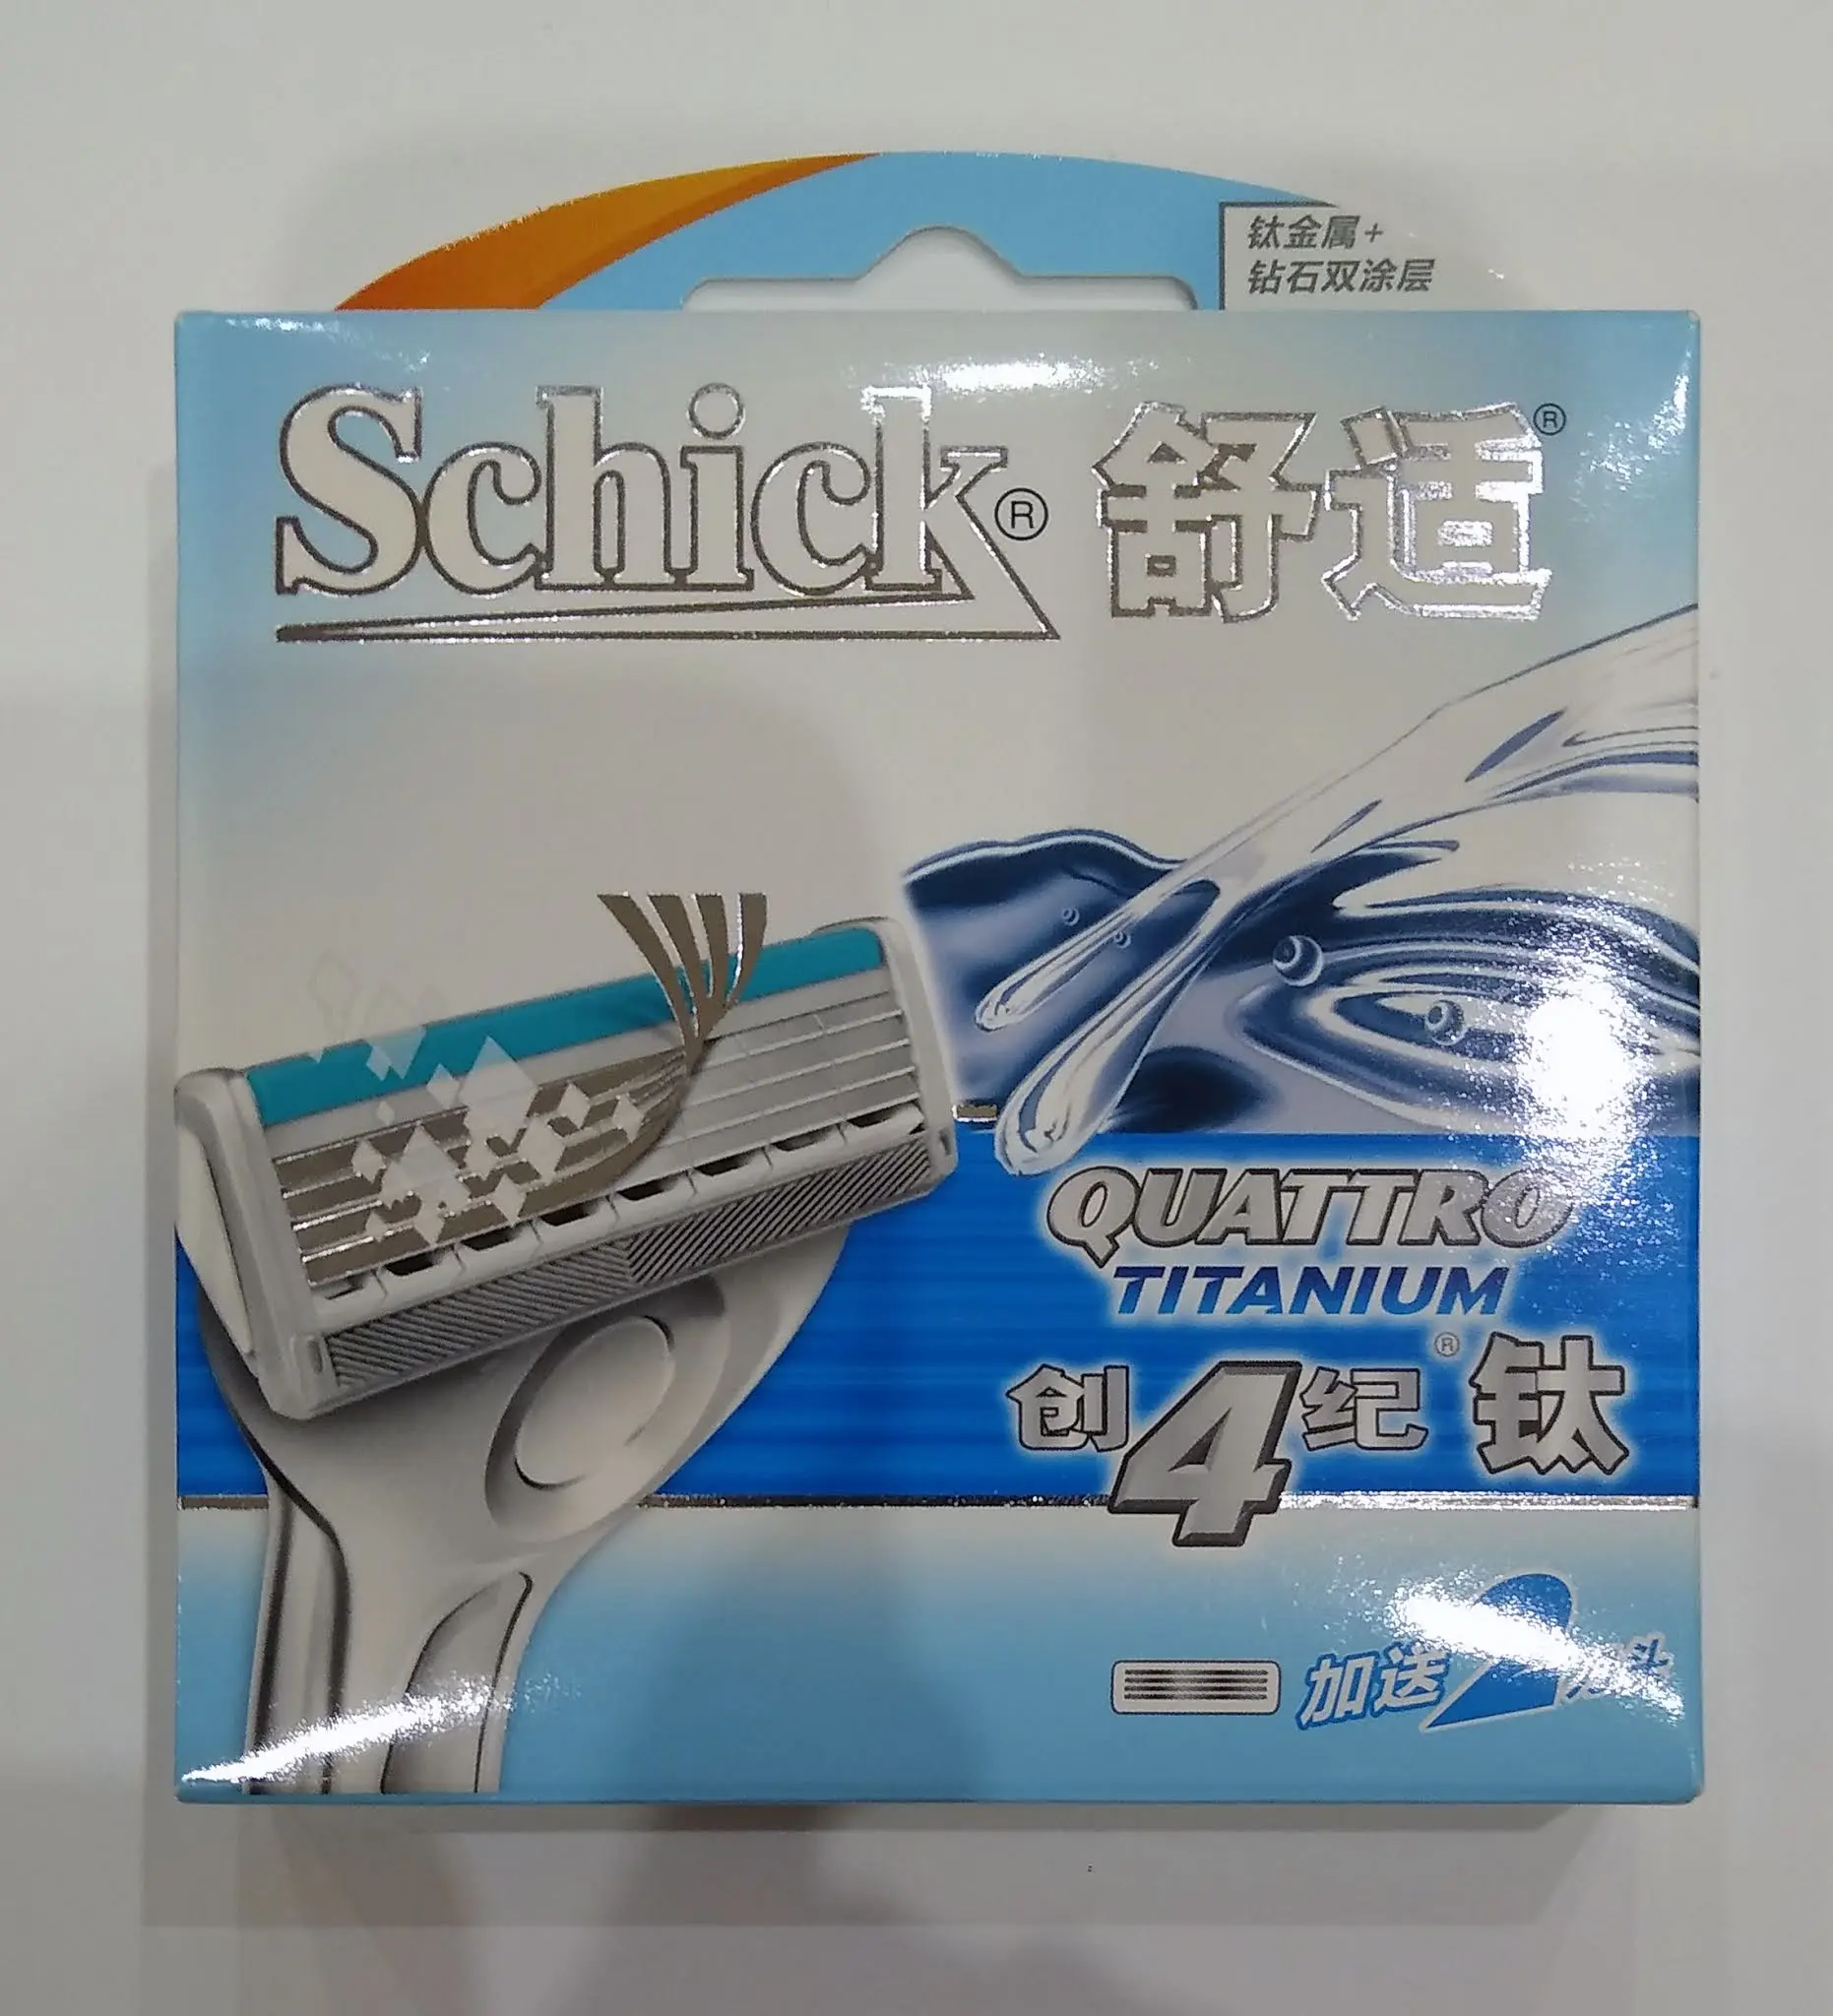 钛金属+
钻石双涂层
Schick® 舒适®
QUATTRO
TITANIUM
创4纪® 钛
加送